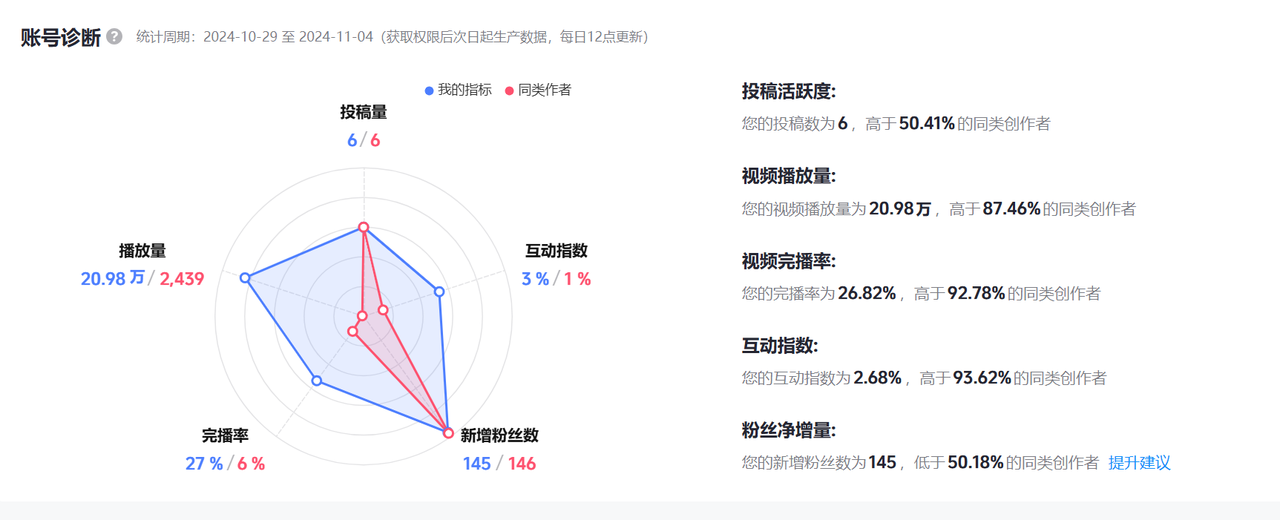 账号诊断 ? 统计周期：2024-10-29 至 2024-11-04（获取权限后次日起生产数据，每日12点更新）
我的指标 同类作者
投稿量
6 / 6
播放量
20.98 万 / 2,439
互动指数
3 % / 1 %
完播率
27 % / 6 %
新增粉丝数
145 / 146
投稿活跃度:
您的投稿数为 6 ，高于 50.41% 的同类创作者
视频播放量:
您的视频播放量为 20.98 万 ，高于 87.46% 的同类创作者
视频完播率:
您的完播率为 26.82% ，高于 92.78% 的同类创作者
互动指数:
您的互动指数为 2.68% ，高于 93.62% 的同类创作者
粉丝净增量:
您的新增粉丝数为 145 ，低于 50.18% 的同类创作者 提升建议